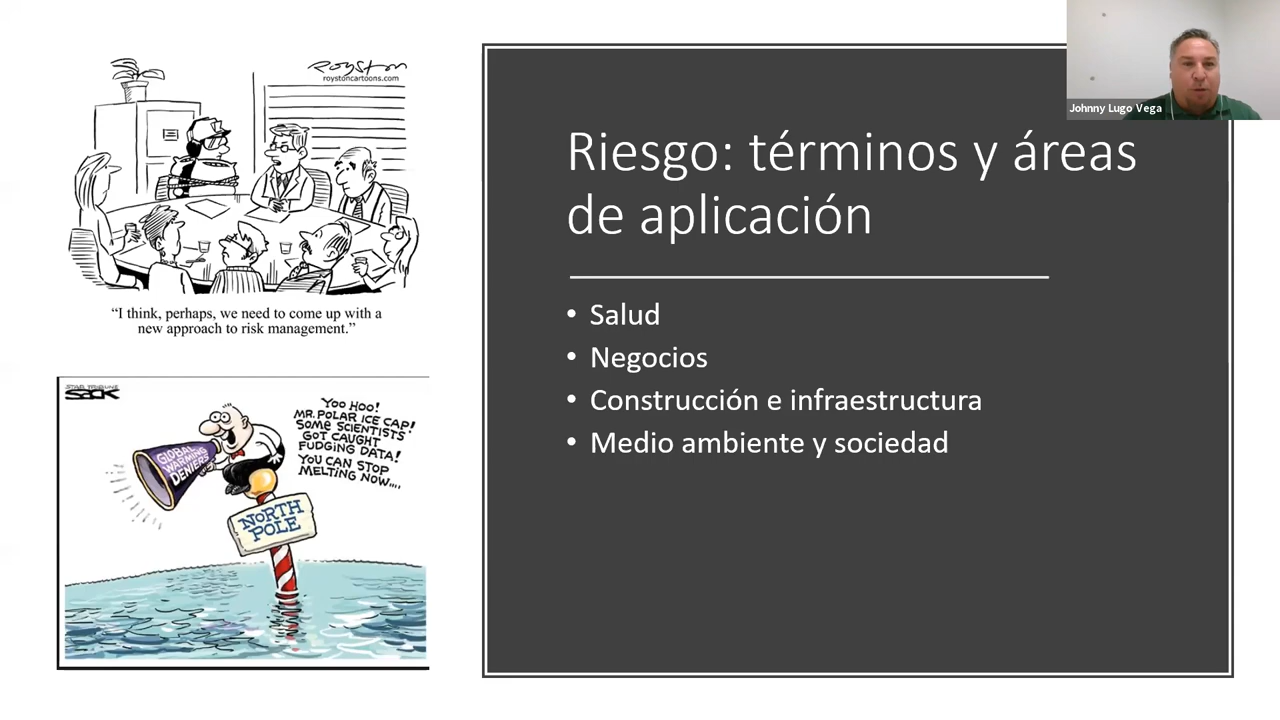 Royston
roystoncartoons.com
“I think, perhaps, we need to come up with a
new approach to risk management.”
STAR TRIBUNE
SACK
YOO HOO!
MR. POLAR ICE CAP!
SOME SCIENTISTS
GOT CAUGHT
FUDGING DATA!
YOU CAN STOP
MELTING NOW....
GLOBAL
WARMING
DENIERS
NORTH
POLE
Johnny Lugo Vega
Riesgo: términos y áreas
de aplicación
• Salud
• Negocios
• Construcción e infraestructura
• Medio ambiente y sociedad